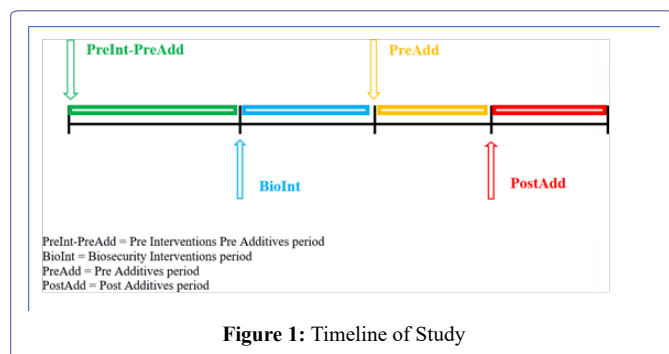 PreInt-PreAdd
PreAdd
BioInt
PostAdd
PreInt-PreAdd = Pre Interventions Pre Additives period
BioInt = Biosecurity Interventions period
PreAdd = Pre Additives period
PostAdd = Post Additives period
Figure 1: Timeline of Study